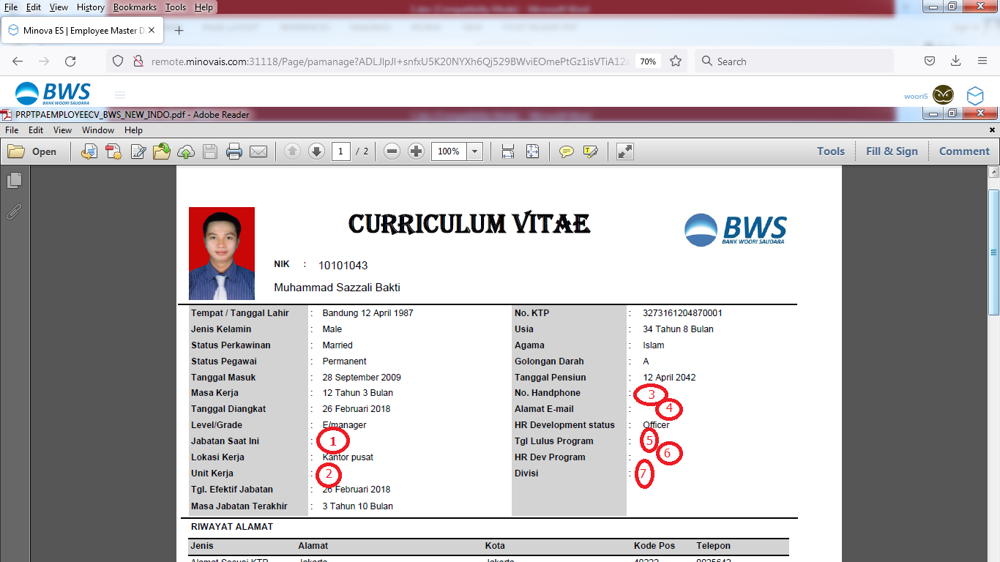 File Edit View History Bookmarks Tools Help
Minova ES | Employee Master D
remote.minovais.com:31118/Page/pamanage?ADLJlpJl+snfxU5K20NYXh6Qj529BWviEOmePtGz1isVTiA12a 70% Search
BWS
BANK WOORI SAUDARA
woori5
PRPTPAEMPLOYEECV_BWS_NEW_INDO.pdf - Adobe Reader
File Edit View Window Help
Open 1 / 2 100% Tools Fill & Sign Comment
CURRICULUM VITAE
BWS
BANK WOORI SAUDARA
NIK : 10101043
Muhammad Sazzali Bakti
Tempat / Tanggal Lahir : Bandung 12 April 1987 No. KTP : 3273161204870001
Jenis Kelamin : Male Usia : 34 Tahun 8 Bulan
Status Perkawinan : Married Agama : Islam
Status Pegawai : Permanent Golongan Darah : A
Tanggal Masuk : 28 September 2009 Tanggal Pensiun : 12 April 2042
Masa Kerja : 12 Tahun 3 Bulan No. Handphone : 3
Tanggal Diangkat : 26 Februari 2018 Alamat E-mail : 4
Level/Grade : E/manager HR Development status : Officer
Jabatan Saat Ini : 1 Tgl Lulus Program : 5
Lokasi Kerja : Kantor pusat HR Dev Program : 6
Unit Kerja : 2 Divisi : 7
Tgl. Efektif Jabatan : 26 Februari 2018
Masa Jabatan Terakhir : 3 Tahun 10 Bulan
RIWAYAT ALAMAT
Jenis Alamat Kota Kode Pos Telepon